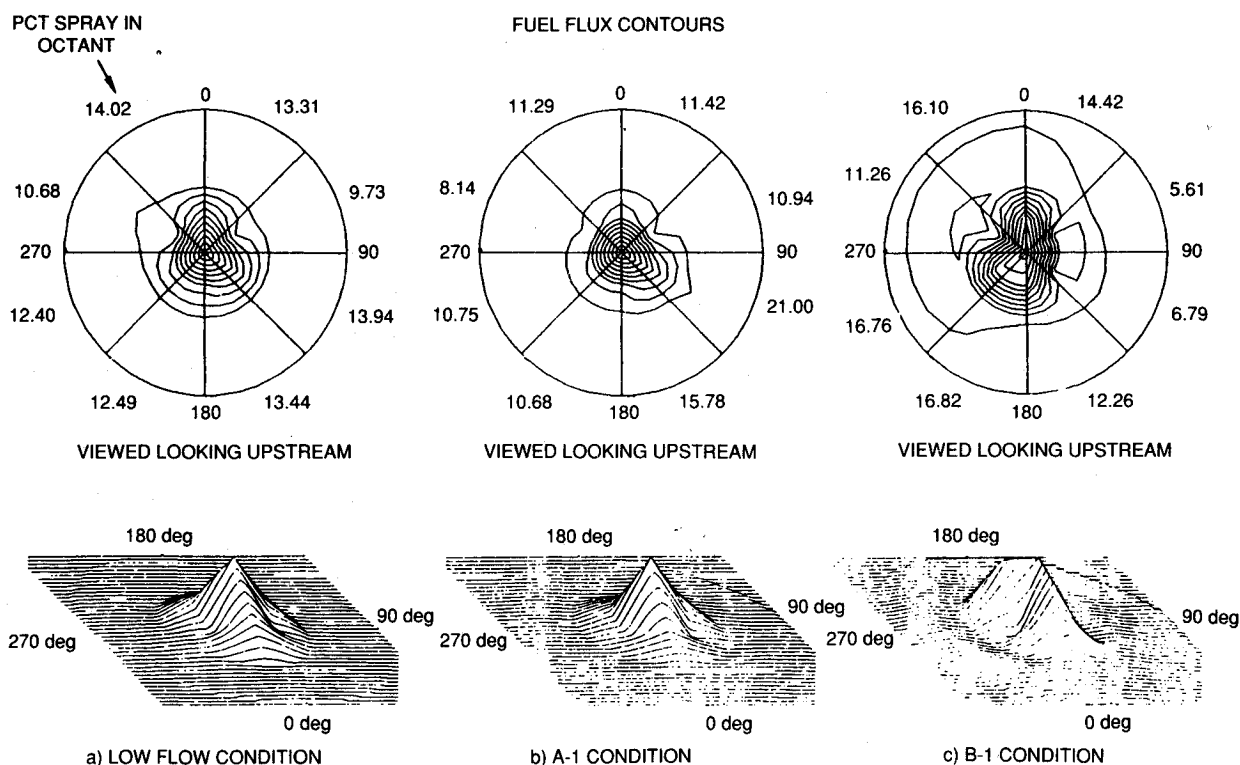 PCT SPRAY IN
OCTANT
FUEL FLUX CONTOURS
14.02
0
13.31
10.68
9.73
270
90
12.40
13.94
12.49
180
13.44
VIEWED LOOKING UPSTREAM
11.29
0
11.42
8.14
10.94
270
90
10.75
21.00
10.68
180
15.78
VIEWED LOOKING UPSTREAM
16.10
0
14.42
11.26
5.61
270
90
16.76
6.79
16.82
180
12.26
VIEWED LOOKING UPSTREAM
180 deg
90 deg
270 deg
0 deg
a) LOW FLOW CONDITION
180 deg
90 deg
270 deg
0 deg
b) A-1 CONDITION
180 deg
90 deg
270 deg
0 deg
c) B-1 CONDITION